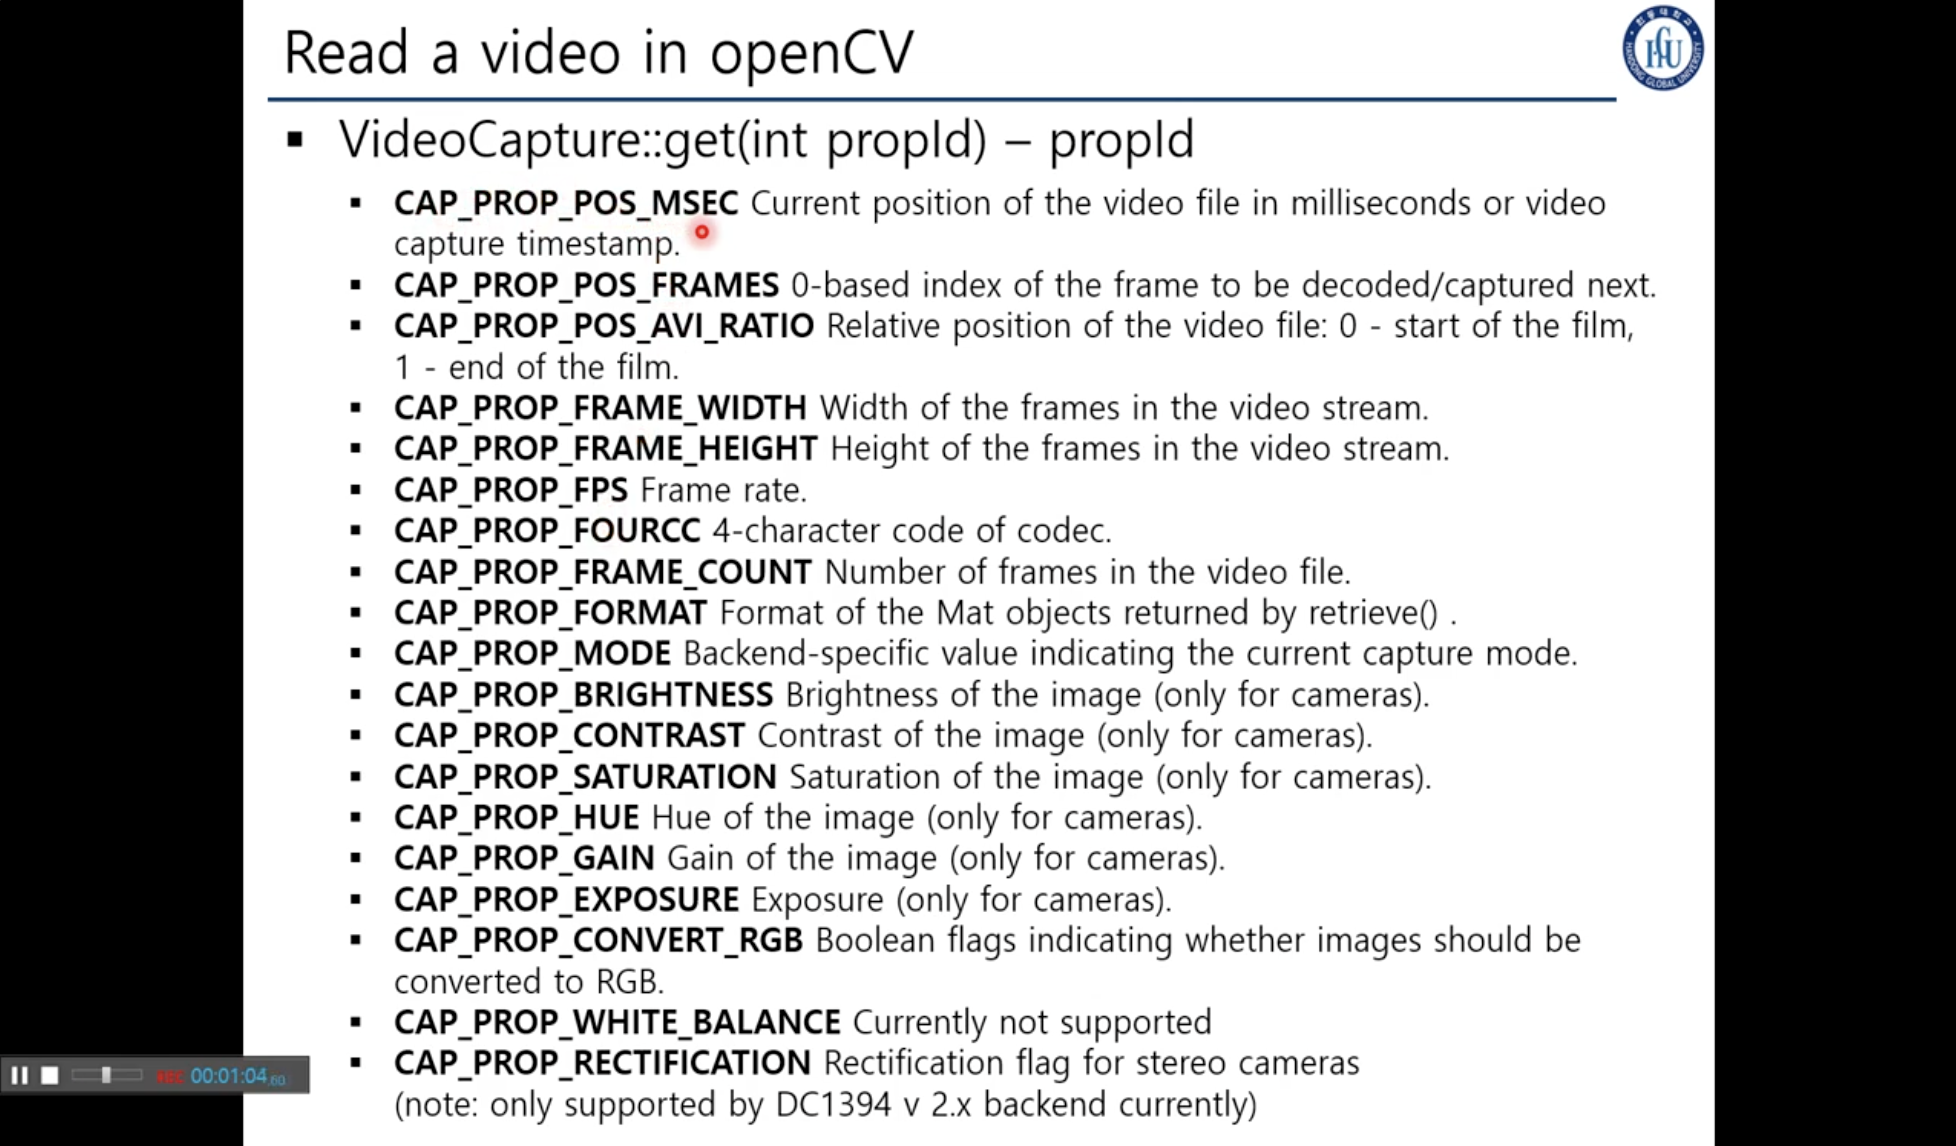 Read a video in openCV
한동대학교
HANDONG GLOBAL UNIVERSITY
HGU
▪ VideoCapture::get(int propId) – propId
▪ CAP_PROP_POS_MSEC Current position of the video file in milliseconds or video
capture timestamp.
▪ CAP_PROP_POS_FRAMES 0-based index of the frame to be decoded/captured next.
▪ CAP_PROP_POS_AVI_RATIO Relative position of the video file: 0 - start of the film,
1 - end of the film.
▪ CAP_PROP_FRAME_WIDTH Width of the frames in the video stream.
▪ CAP_PROP_FRAME_HEIGHT Height of the frames in the video stream.
▪ CAP_PROP_FPS Frame rate.
▪ CAP_PROP_FOURCC 4-character code of codec.
▪ CAP_PROP_FRAME_COUNT Number of frames in the video file.
▪ CAP_PROP_FORMAT Format of the Mat objects returned by retrieve() .
▪ CAP_PROP_MODE Backend-specific value indicating the current capture mode.
▪ CAP_PROP_BRIGHTNESS Brightness of the image (only for cameras).
▪ CAP_PROP_CONTRAST Contrast of the image (only for cameras).
▪ CAP_PROP_SATURATION Saturation of the image (only for cameras).
▪ CAP_PROP_HUE Hue of the image (only for cameras).
▪ CAP_PROP_GAIN Gain of the image (only for cameras).
▪ CAP_PROP_EXPOSURE Exposure (only for cameras).
▪ CAP_PROP_CONVERT_RGB Boolean flags indicating whether images should be
converted to RGB.
▪ CAP_PROP_WHITE_BALANCE Currently not supported
▪ CAP_PROP_RECTIFICATION Rectification flag for stereo cameras
(note: only supported by DC1394 v 2.x backend currently)
REC 00:01:04.60